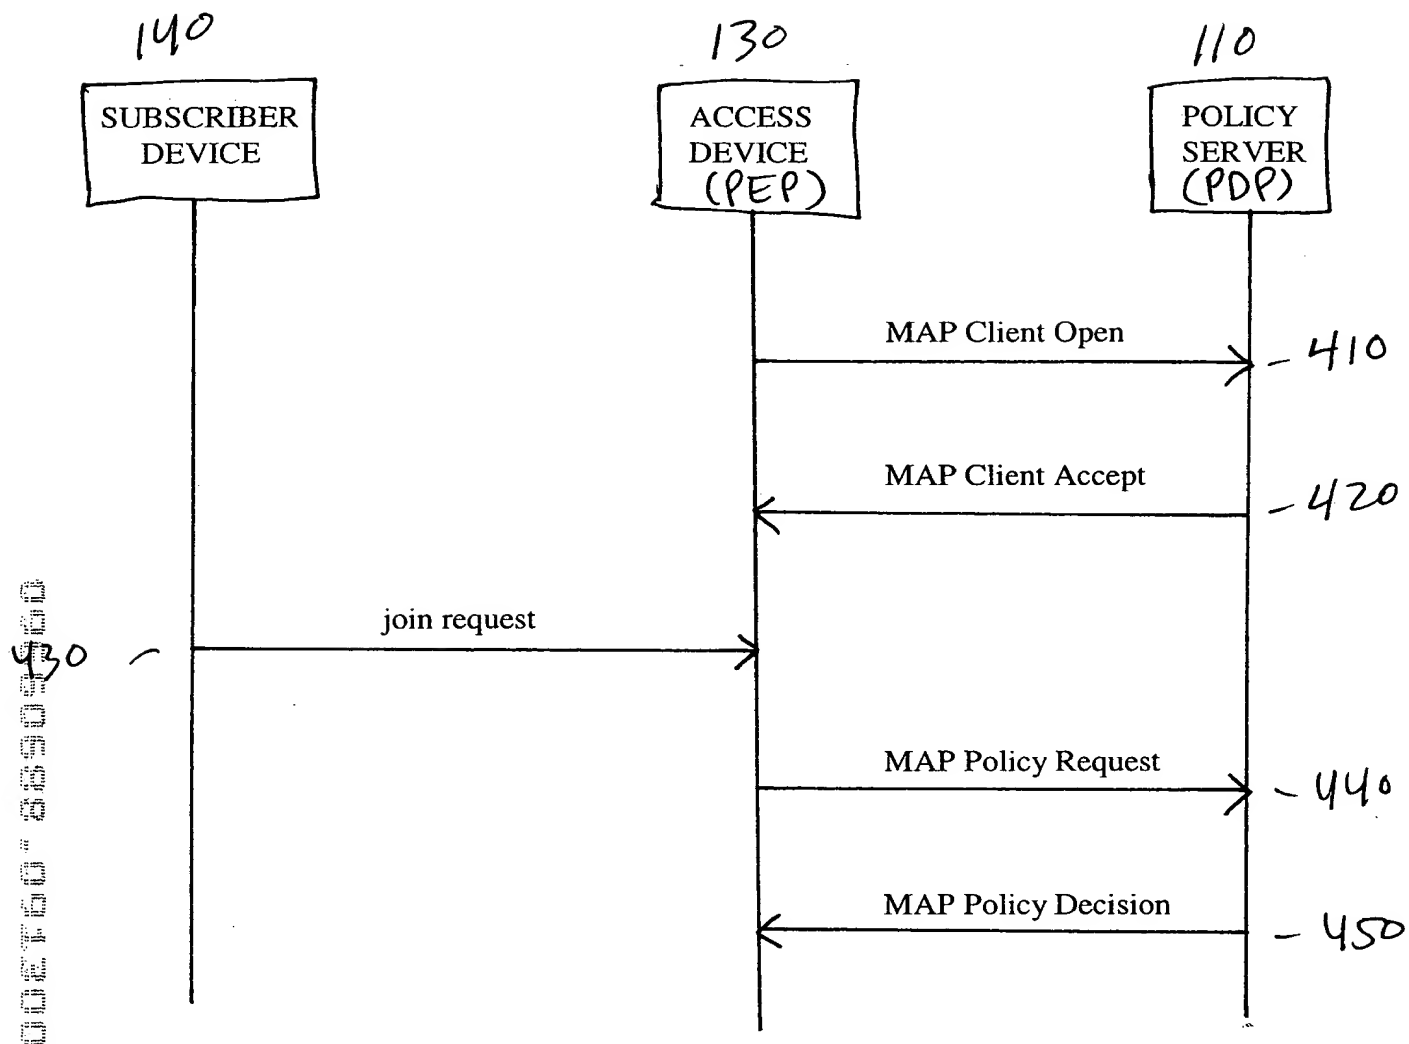 140
130
110
SUBSCRIBER
DEVICE
ACCESS
DEVICE
(PEP)
POLICY
SERVER
(PDP)
MAP Client Open
- 410
MAP Client Accept
- 420
join request
430 -
MAP Policy Request
- 440
MAP Policy Decision
- 450